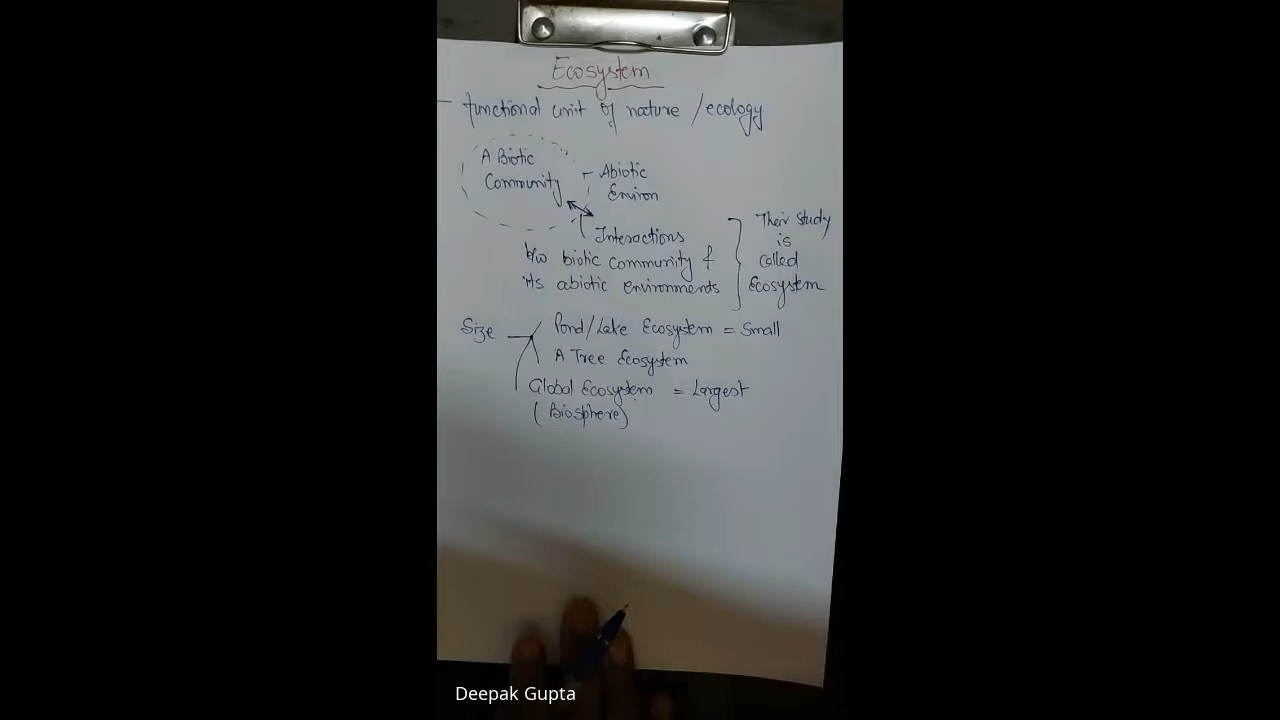 Ecosystem
- functional unit of nature / ecology
A Biotic
Community
- Abiotic
Environ
Interactions
b/w biotic community &
its abiotic environments
Their study
is
called
Ecosystem
Size
Pond/Lake Ecosystem = Small
A Tree Ecosystem
Global Ecosystem = Largest
(Biosphere)
Deepak Gupta